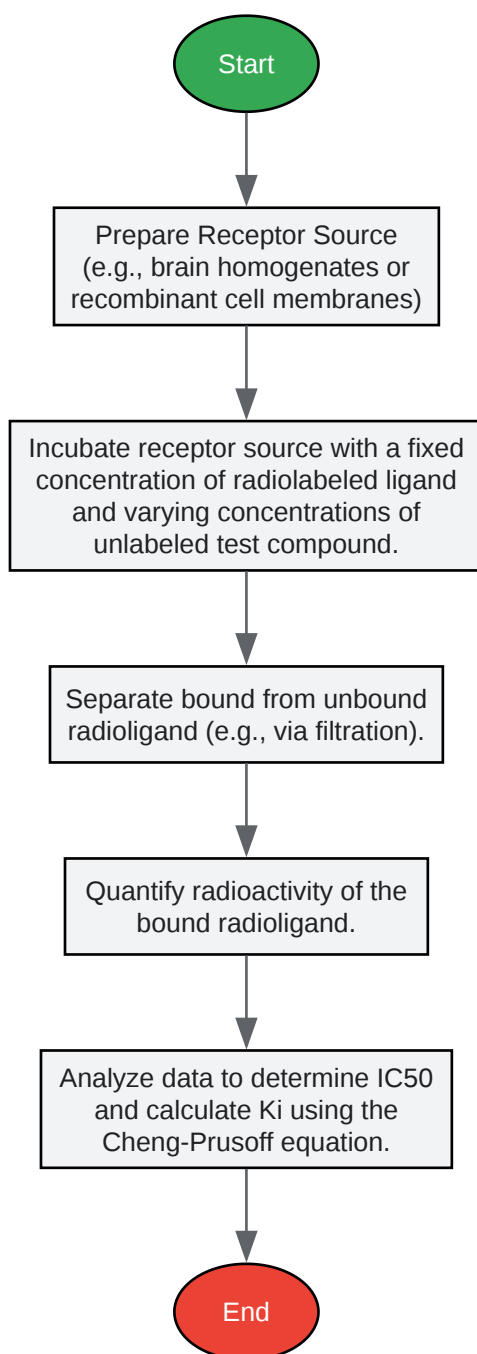 Start
Prepare Receptor Source
(e.g., brain homogenates or
recombinant cell membranes)
Incubate receptor source with a fixed
concentration of radiolabeled ligand
and varying concentrations of
unlabeled test compound.
Separate bound from unbound
radioligand (e.g., via filtration).
Quantify radioactivity of the
bound radioligand.
Analyze data to determine IC50
and calculate Ki using the
Cheng-Prusoff equation.
End